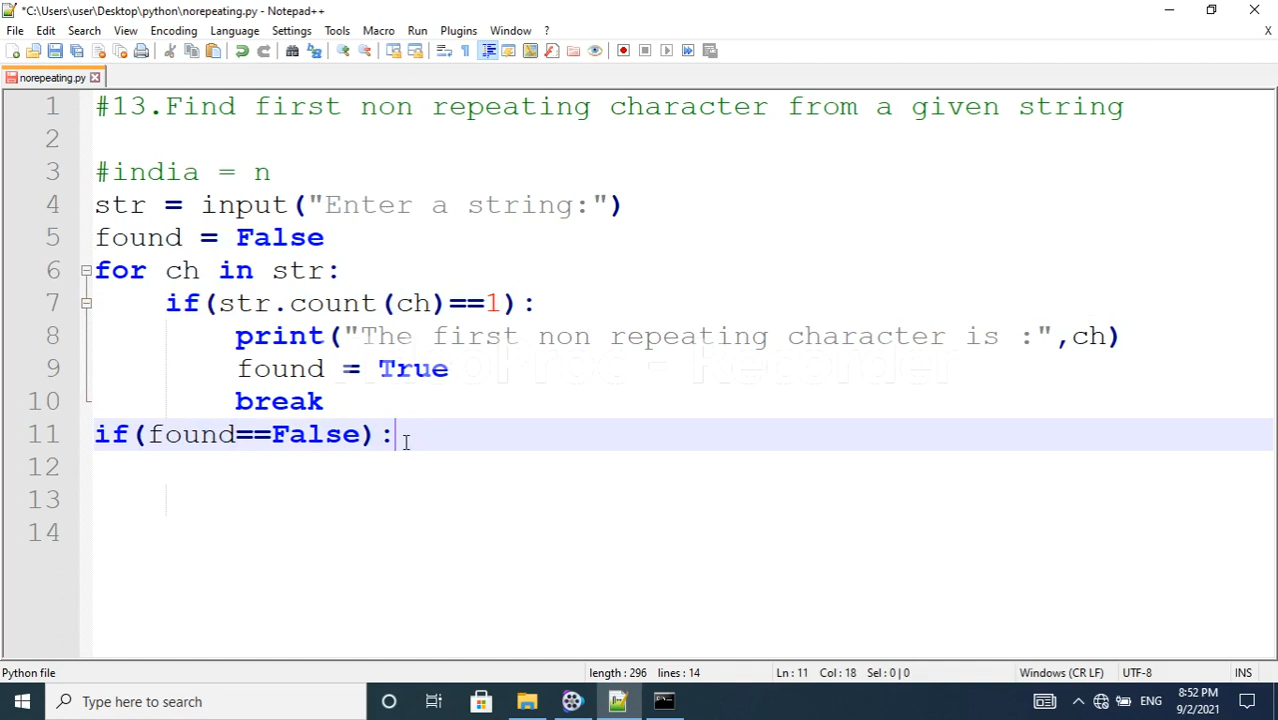 *C:\Users\user\Desktop\python\norepeating.py - Notepad++
File Edit Search View Encoding Language Settings Tools Macro Run Plugins Window ? X
norepeating.py
1 #13.Find first non repeating character from a given string
2
3 #india = n
4 str = input("Enter a string:")
5 found = False
6 for ch in str:
7 if(str.count(ch)==1):
8 print("The first non repeating character is :",ch)
9 found = True
10 break
11 if(found==False):
12
13
14
Recorder
Python file length : 296 lines : 14 Ln : 11 Col : 18 Sel : 0 | 0 Windows (CR LF) UTF-8 INS
Type here to search
ENG
8:52 PM
9/2/2021